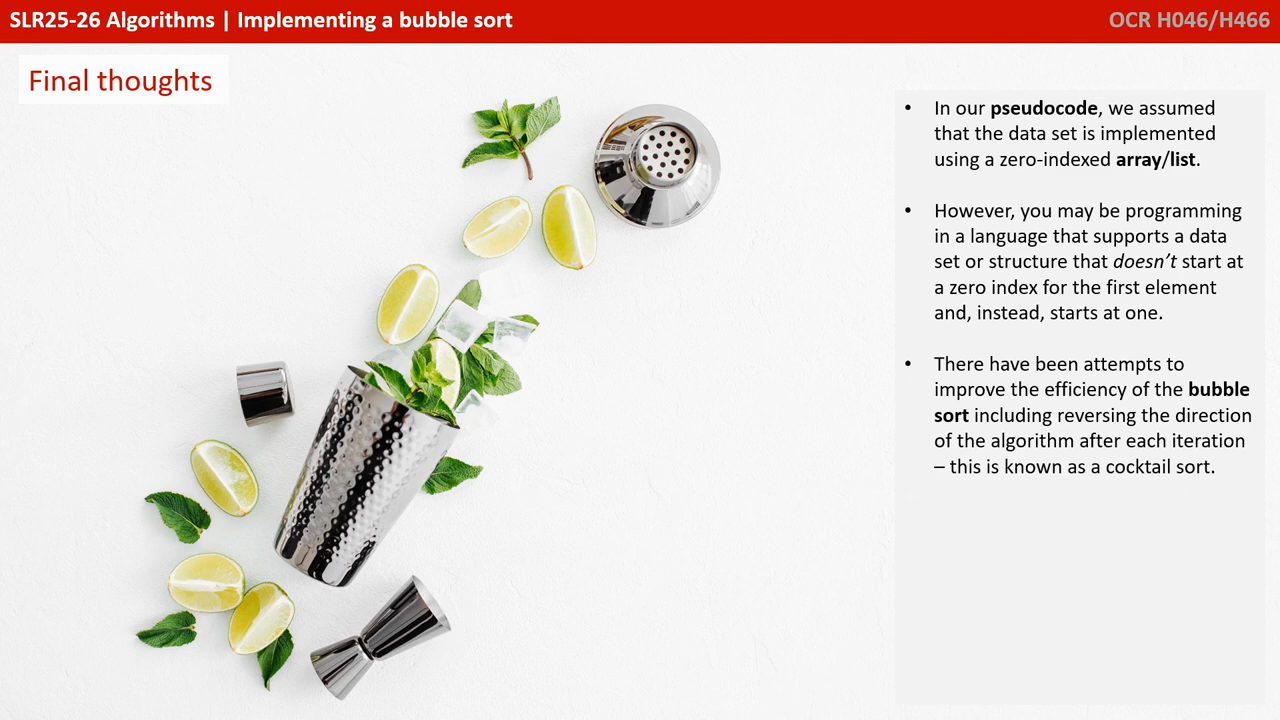 SLR25-26 Algorithms | Implementing a bubble sort
OCR H046/H466
Final thoughts
• In our pseudocode, we assumed
that the data set is implemented
using a zero-indexed array/list.
• However, you may be programming
in a language that supports a data
set or structure that doesn’t start at
a zero index for the first element
and, instead, starts at one.
• There have been attempts to
improve the efficiency of the bubble
sort including reversing the direction
of the algorithm after each iteration
– this is known as a cocktail sort.